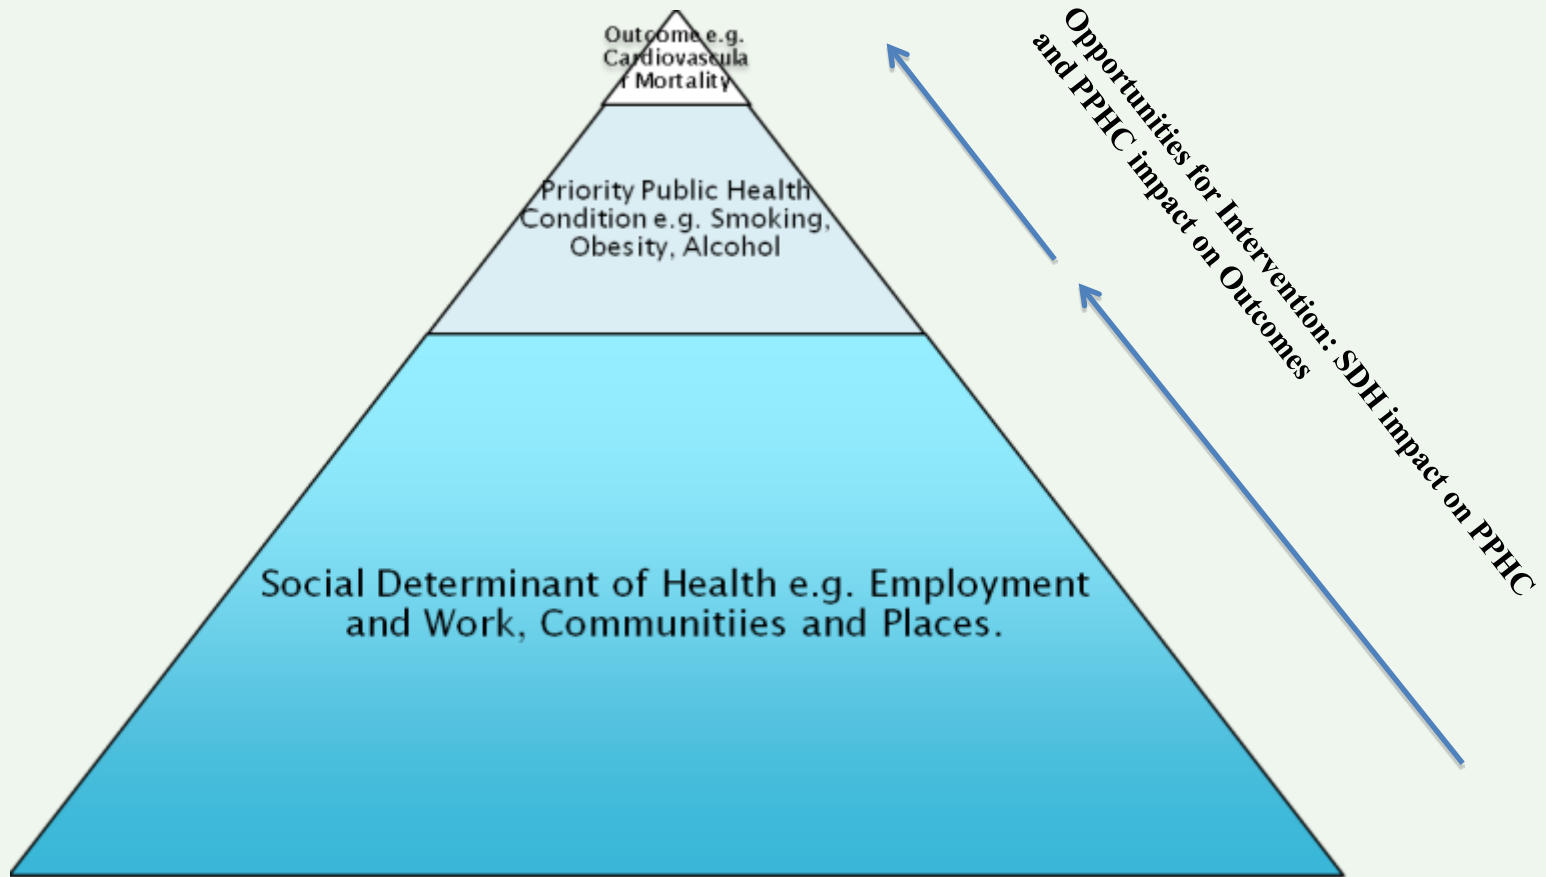 Outcome e.g.
Cardiovascula
r Mortality
Priority Public Health
Condition e.g. Smoking,
Obesity, Alcohol
Social Determinant of Health e.g. Employment
and Work, Communitiies and Places.
Opportunities for Intervention: SDH impact on PPHC
and PPHC impact on Outcomes